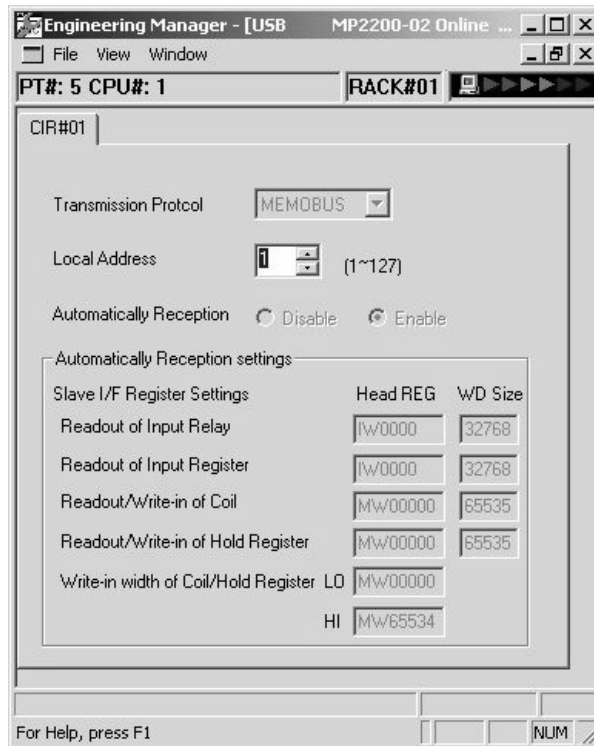 Engineering Manager - [USB MP2200-02 Online ...
File View Window
PT#: 5 CPU#: 1 RACK#01
CIR#01
Transmission Protcol MEMOBUS
Local Address 1 (1~127)
Automatically Reception Disable Enable
Automatically Reception settings
Slave I/F Register Settings Head REG WD Size
Readout of Input Relay IW0000 32768
Readout of Input Register IW0000 32768
Readout/Write-in of Coil MW00000 65535
Readout/Write-in of Hold Register MW00000 65535
Write-in width of Coil/Hold Register LO MW00000
HI MW65534
For Help, press F1 NUM